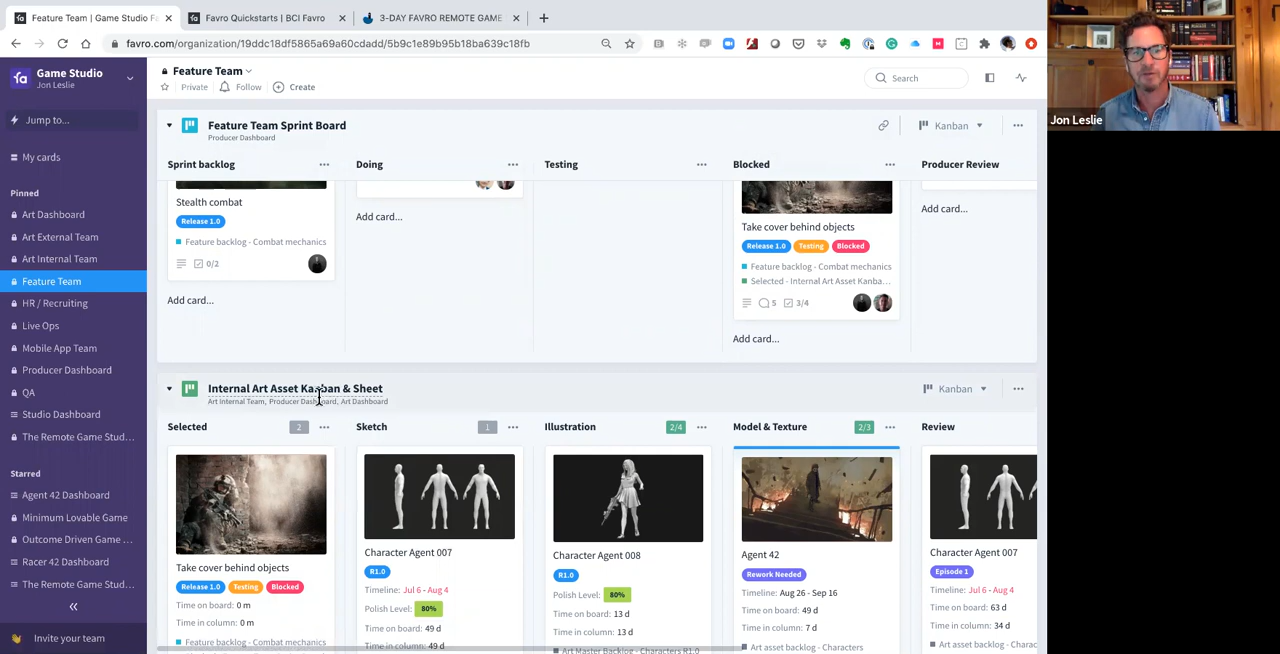 Feature Team | Game Studio Fa
Favro Quickstarts | BCI Favro
3-DAY FAVRO REMOTE GAME
favro.com/organization/19ddc18df5865a69a60cdadd/5b9c1e89b95b18ba639c18fb
Game Studio
Jon Leslie
Jump to...
My cards
Pinned
Art Dashboard
Art External Team
Art Internal Team
Feature Team
HR / Recruiting
Live Ops
Mobile App Team
Producer Dashboard
QA
Studio Dashboard
The Remote Game Stud...
Starred
Agent 42 Dashboard
Minimum Lovable Game
Outcome Driven Game ...
Racer 42 Dashboard
The Remote Game Stud...
Invite your team
Feature Team
Private
Follow
Create
Search
Feature Team Sprint Board
Producer Dashboard
Kanban
Sprint backlog
Doing
Testing
Blocked
Producer Review
Stealth combat
Release 1.0
Feature backlog - Combat mechanics
0/2
Add card...
Add card...
Take cover behind objects
Release 1.0 Testing Blocked
Feature backlog - Combat mechanics
Selected - Internal Art Asset Kanba...
5 3/4
Add card...
Add card...
Internal Art Asset Kanban & Sheet
Art Internal Team, Producer Dashboard, Art Dashboard
Kanban
Selected 2
Sketch 1
Illustration 2/4
Model & Texture 2/3
Review
Take cover behind objects
Release 1.0 Testing Blocked
Time on board: 0 m
Time in column: 0 m
Feature backlog - Combat mechanics
Character Agent 007
R1.0
Timeline: Jul 6 - Aug 4
Polish Level: 80%
Time on board: 49 d
Time in column: 49 d
Character Agent 008
R1.0
Polish Level: 80%
Time on board: 13 d
Time in column: 13 d
Art Master Backlog - Characters R1.0
Agent 42
Rework Needed
Timeline: Aug 26 - Sep 16
Time on board: 49 d
Time in column: 7 d
Art asset backlog - Characters
Character Agent 007
Episode 1
Timeline: Jul 6 - Aug 4
Time on board: 63 d
Time in column: 34 d
Art asset backlog - Charac
Jon Leslie